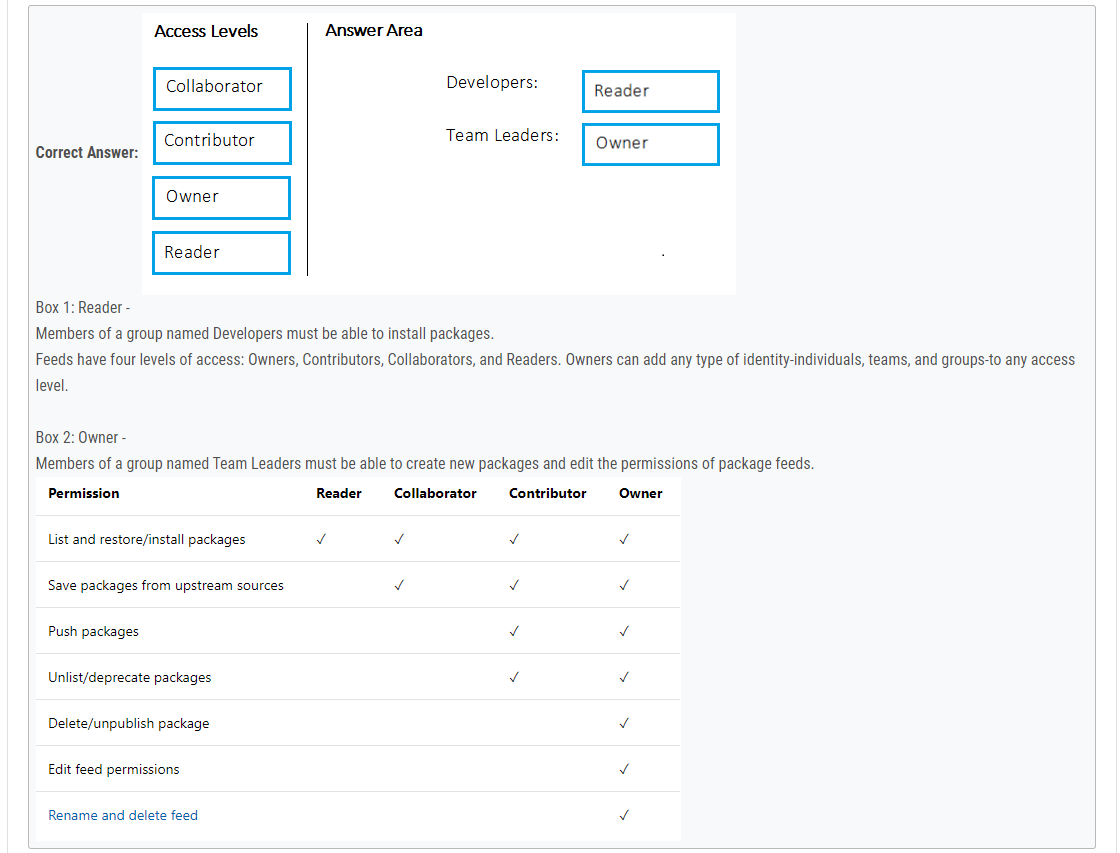 Access Levels
Answer Area
Collaborator
Developers:
Reader
Contributor
Team Leaders:
Owner
Correct Answer:
Owner
Reader
.
Box 1: Reader -
Members of a group named Developers must be able to install packages.
Feeds have four levels of access: Owners, Contributors, Collaborators, and Readers. Owners can add any type of identity-individuals, teams, and groups-to any access
level.
Box 2: Owner -
Members of a group named Team Leaders must be able to create new packages and edit the permissions of package feeds.
Permission Reader Collaborator Contributor Owner
List and restore/install packages ✓ ✓ ✓ ✓
Save packages from upstream sources ✓ ✓ ✓
Push packages ✓ ✓
Unlist/deprecate packages ✓ ✓
Delete/unpublish package ✓
Edit feed permissions ✓
Rename and delete feed ✓